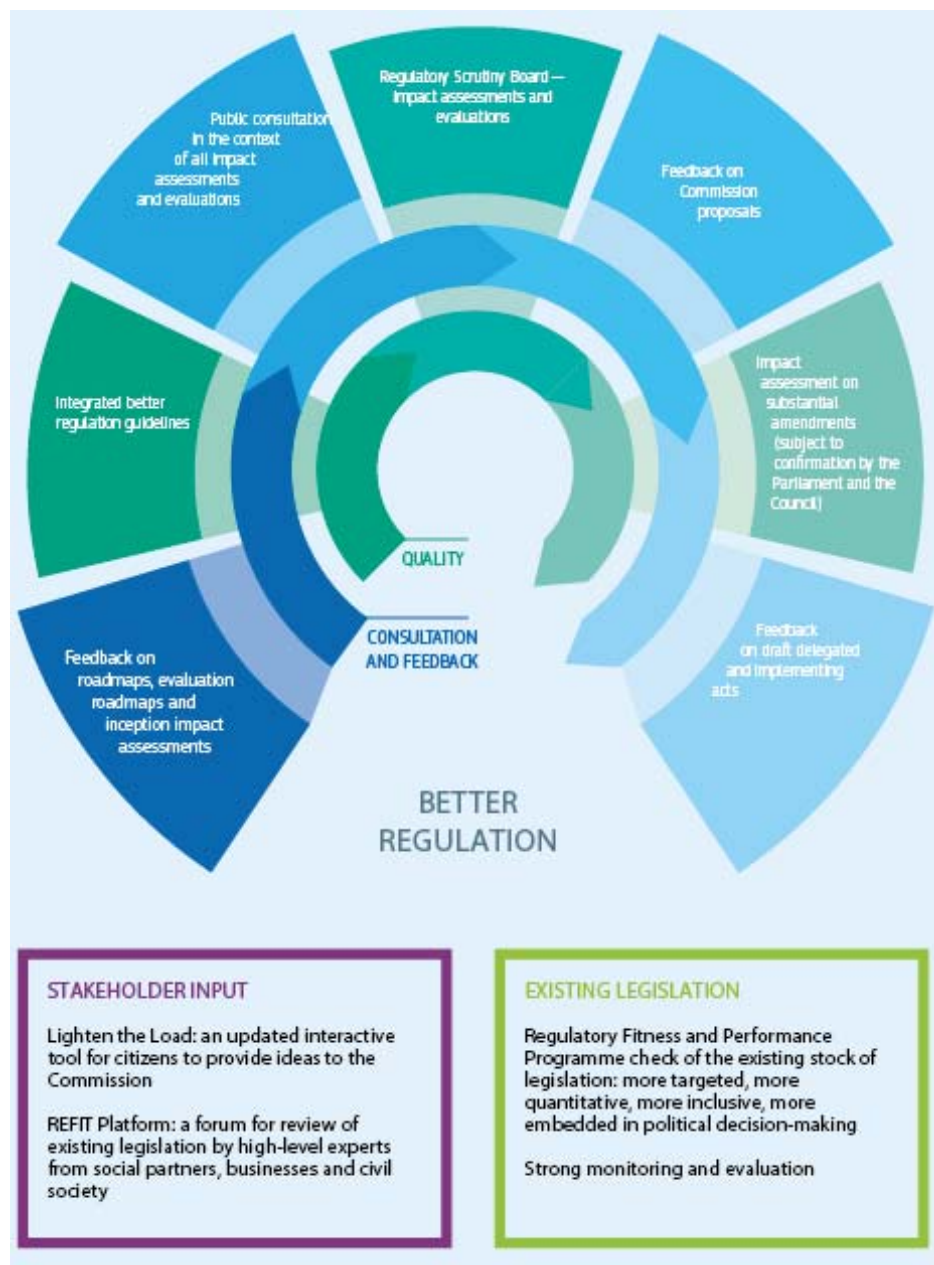 Regulatory Scrutiny Board —
impact assessments and
evaluations
Public consultation
in the context
of all impact
assessments
and evaluations
Feedback on
Commission
proposals
Integrated better
regulation guidelines
Impact
assessment on
substantial
amendments
(subject to
confirmation by the
Parliament and the
Council)
QUALITY
CONSULTATION
AND FEEDBACK
Feedback on
roadmaps, evaluation
roadmaps and
inception impact
assessments
Feedback
on draft delegated
and implementing
acts
BETTER
REGULATION
STAKEHOLDER INPUT
Lighten the Load: an updated interactive
tool for citizens to provide ideas to the
Commission
REFIT Platform: a forum for review of
existing legislation by high-level experts
from social partners, businesses and civil
society
EXISTING LEGISLATION
Regulatory Fitness and Performance
Programme check of the existing stock of
legislation: more targeted, more
quantitative, more inclusive, more
embedded in political decision-making
Strong monitoring and evaluation